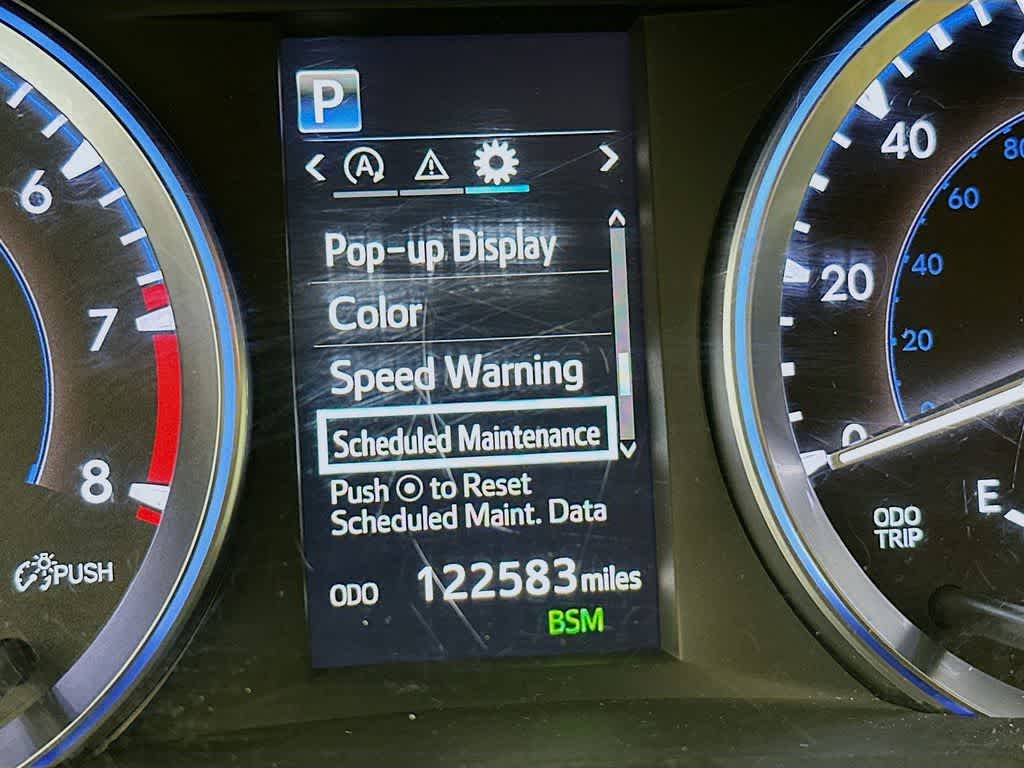 P
A
Pop-up Display
Color
Speed Warning
Scheduled Maintenance
Push to Reset
Scheduled Maint. Data
ODO 122583 miles
BSM
6
7
8
PUSH
40
20
0
80
60
40
20
0
ODO
TRIP
E